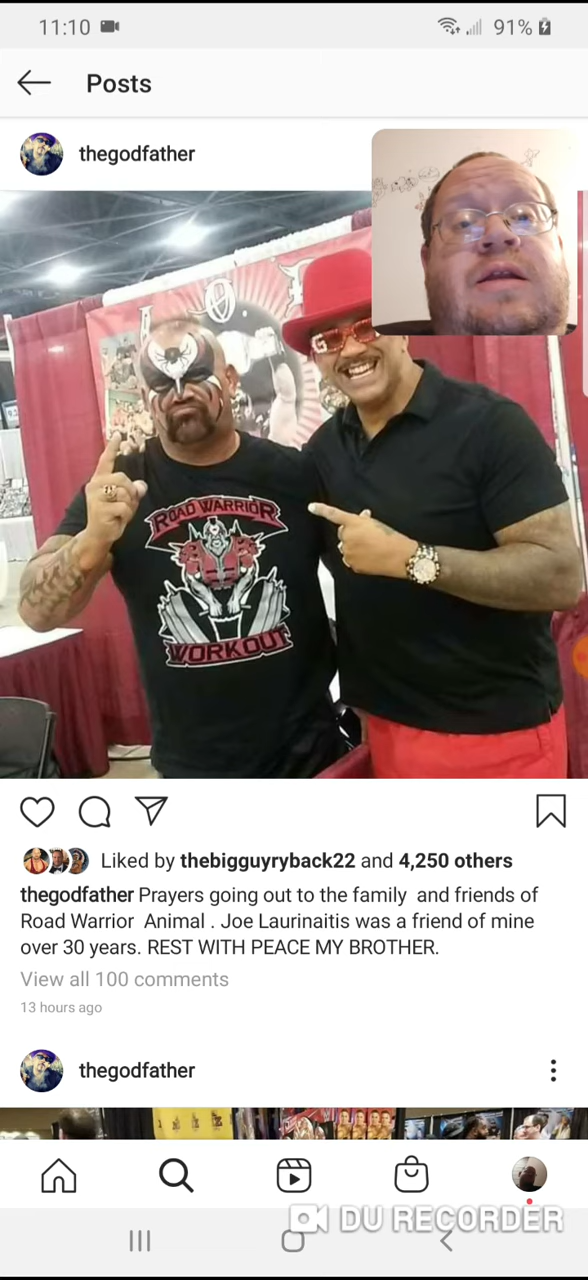 11:10
91%
Posts
thegodfather
ROAD WARRIOR
WORKOUT
Liked by thebigguyryback22 and 4,250 others
thegodfather Prayers going out to the family and friends of
Road Warrior Animal . Joe Laurinaitis was a friend of mine
over 30 years. REST WITH PEACE MY BROTHER.
View all 100 comments
13 hours ago
thegodfather
DU RECORDER